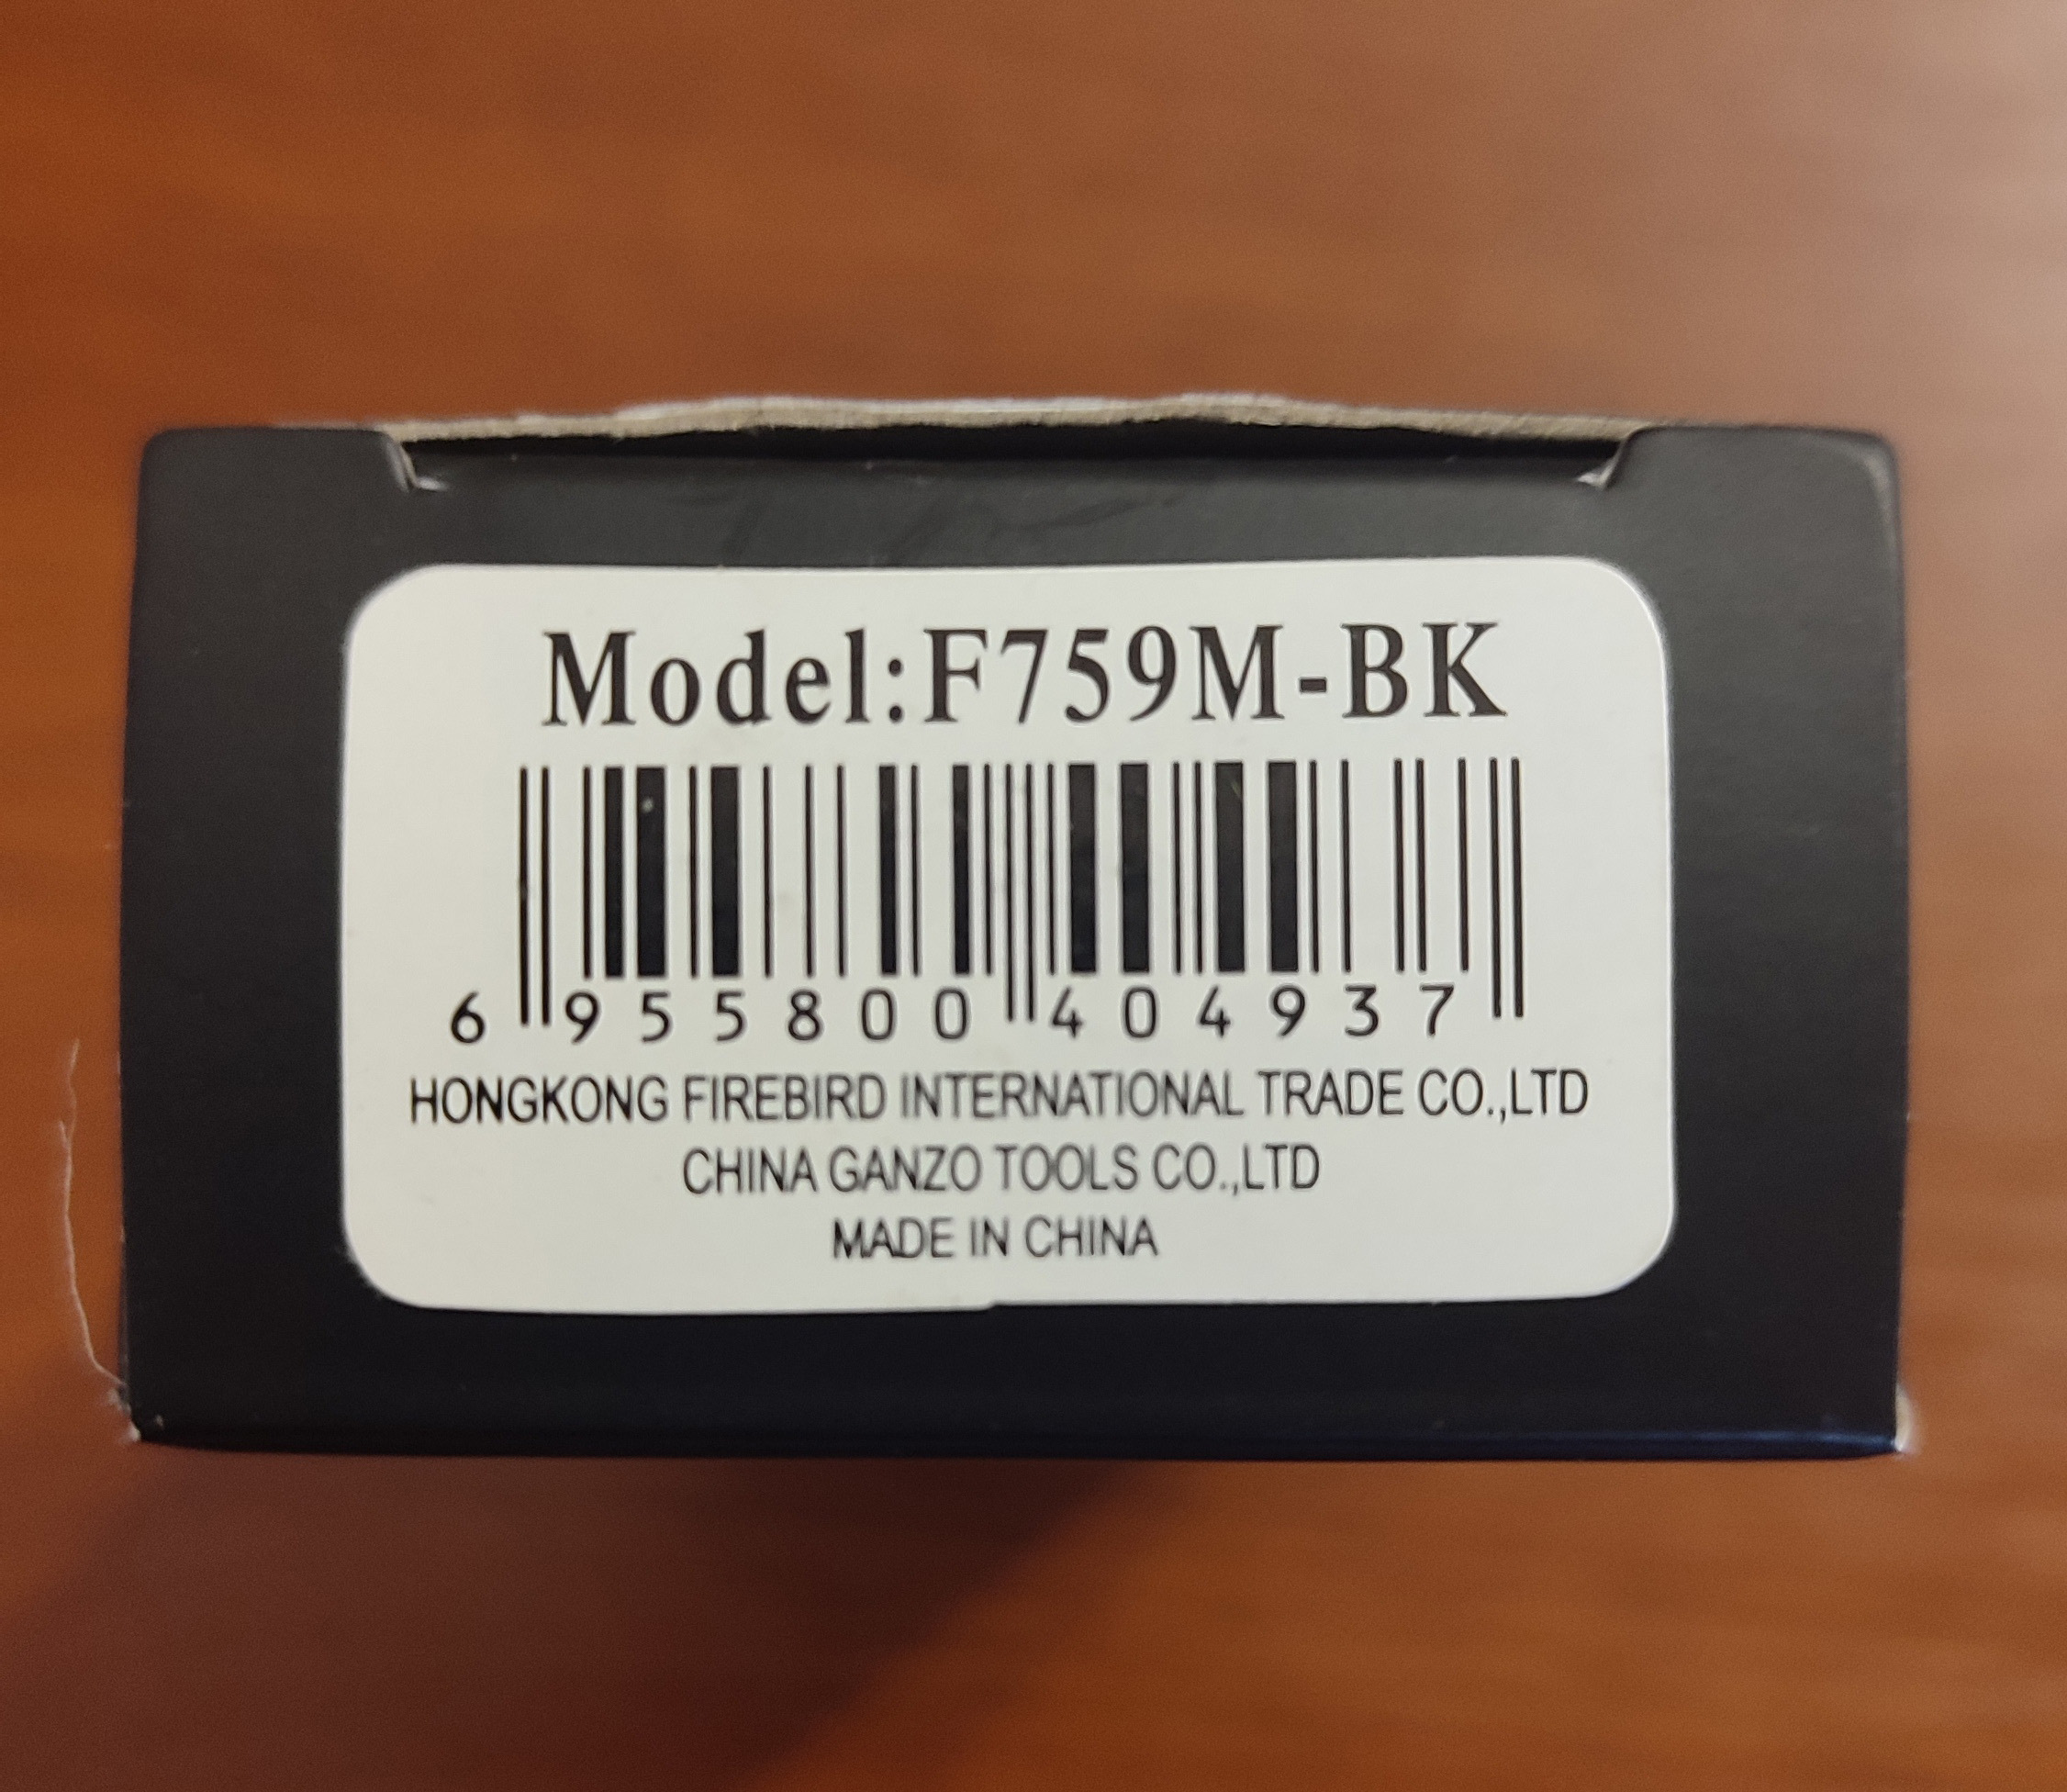 Model:F759M-BK
6 955800 404937
HONGKONG FIREBIRD INTERNATIONAL TRADE CO.,LTD
CHINA GANZO TOOLS CO.,LTD
MADE IN CHINA